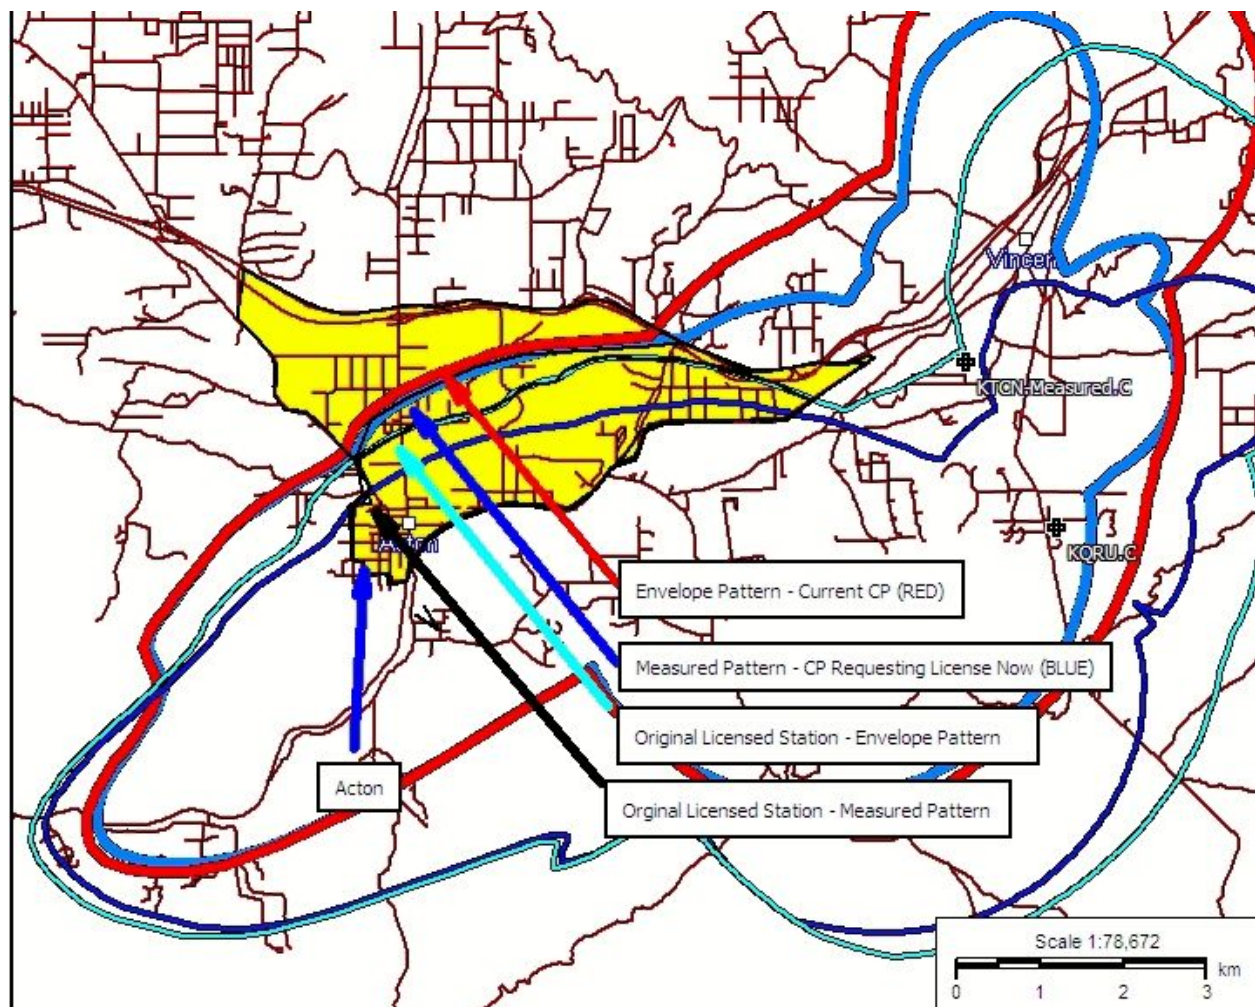 Vincen
KTCN-Measured.C
KQRU.C
Acton
Envelope Pattern - Current CP (RED)
Measured Pattern - CP Requesting License Now (BLUE)
Original Licensed Station - Envelope Pattern
Acton
Orginal Licensed Station - Measured Pattern
Scale 1:78,672
km
0 1 2 3